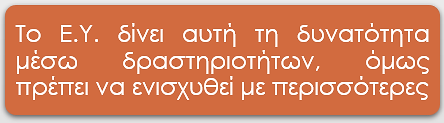 Το Ε.Υ. δίνει αυτή τη δυνατότητα
μέσω δραστηριοτήτων, όμως
πρέπει να ενισχυθεί με περισσότερες